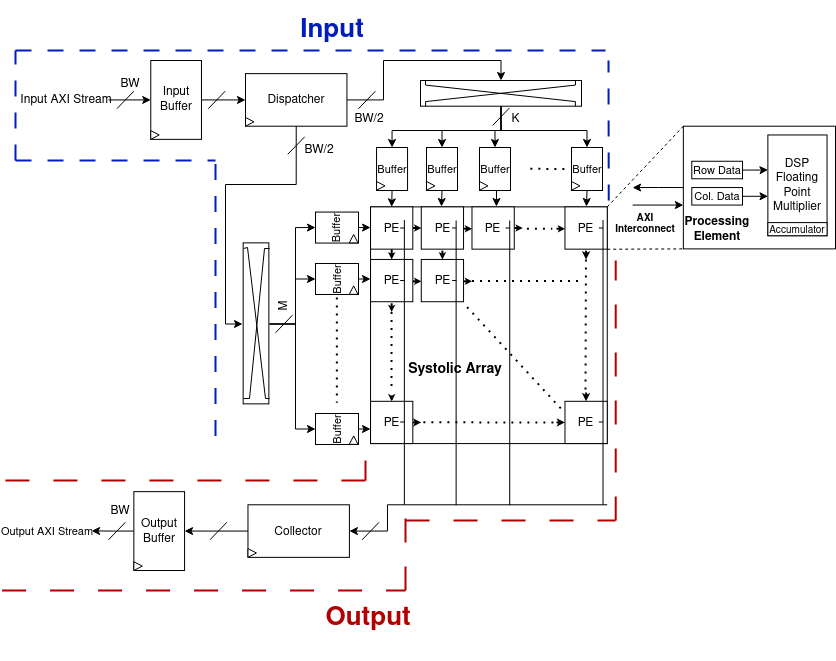 Input
Input AXI Stream
BW
Input
Buffer
Dispatcher
BW/2
BW/2
K
Buffer
Buffer
Buffer
Buffer
Row Data
Col. Data
DSP
Floating
Point
Multiplier
Accumulator
Processing
Element
AXI
Interconnect
Buffer
PE
PE
PE
PE
Buffer
PE
PE
M
Systolic Array
Buffer
PE
PE
Output AXI Stream
BW
Output
Buffer
Collector
Output